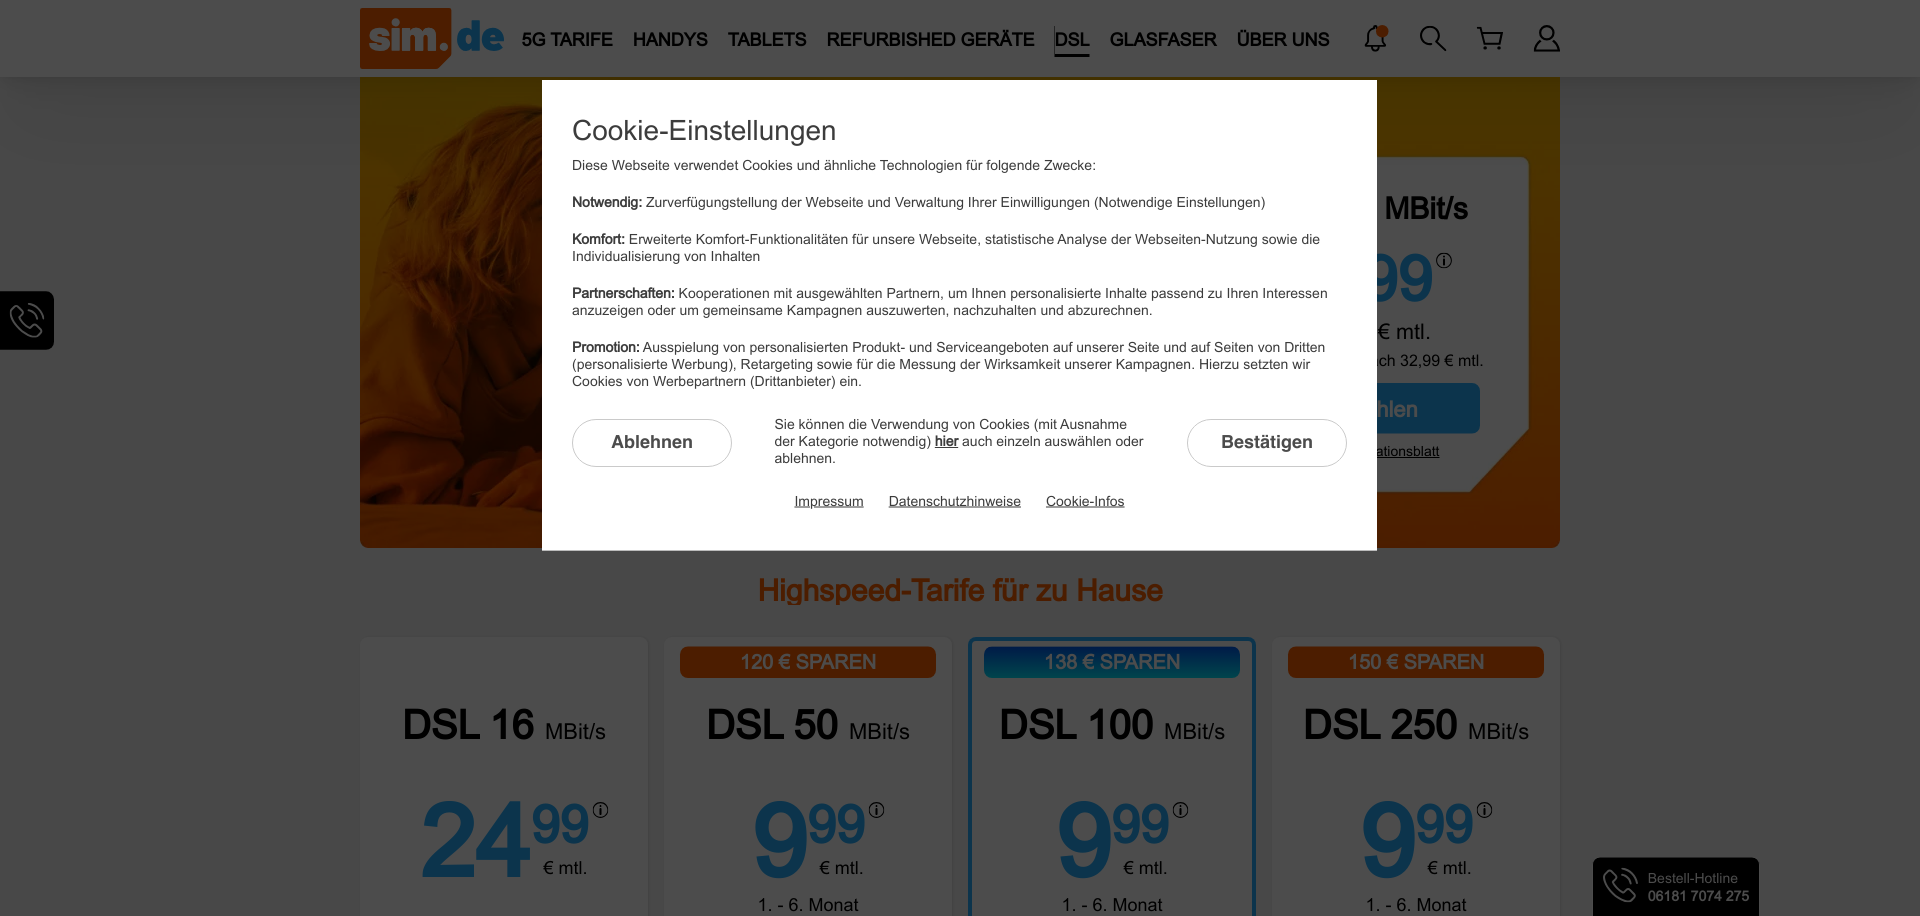 sim.de 5G TARIFE HANDYS TABLETS REFURBISHED GERÄTE DSL GLASFASER ÜBER UNS
Cookie-Einstellungen
Diese Webseite verwendet Cookies und ähnliche Technologien für folgende Zwecke:
Notwendig: Zurverfügungstellung der Webseite und Verwaltung Ihrer Einwilligungen (Notwendige Einstellungen)
Komfort: Erweiterte Komfort-Funktionalitäten für unsere Webseite, statistische Analyse der Webseiten-Nutzung sowie die
Individualisierung von Inhalten
Partnerschaften: Kooperationen mit ausgewählten Partnern, um Ihnen personalisierte Inhalte passend zu Ihren Interessen
anzuzeigen oder um gemeinsame Kampagnen auszuwerten, nachzuhalten und abzurechnen.
Promotion: Ausspielung von personalisierten Produkt- und Serviceangeboten auf unserer Seite und auf Seiten von Dritten
(personalisierte Werbung), Retargeting sowie für die Messung der Wirksamkeit unserer Kampagnen. Hierzu setzten wir
Cookies von Werbepartnern (Drittanbieter) ein.
Ablehnen
Sie können die Verwendung von Cookies (mit Ausnahme
der Kategorie notwendig) hier auch einzeln auswählen oder
ablehnen.
Bestätigen
Impressum Datenschutzhinweise Cookie-Infos
MBit/s
99
€ mtl.
32,99 € mtl.
Highspeed-Tarife für zu Hause
DSL 16 MBit/s
24 99
€ mtl.
120 € SPAREN
DSL 50 MBit/s
9 99
€ mtl.
1. - 6. Monat
138 € SPAREN
DSL 100 MBit/s
9 99
€ mtl.
1. - 6. Monat
150 € SPAREN
DSL 250 MBit/s
9 99
€ mtl.
1. - 6. Monat
Bestell-Hotline
06181 7074 275